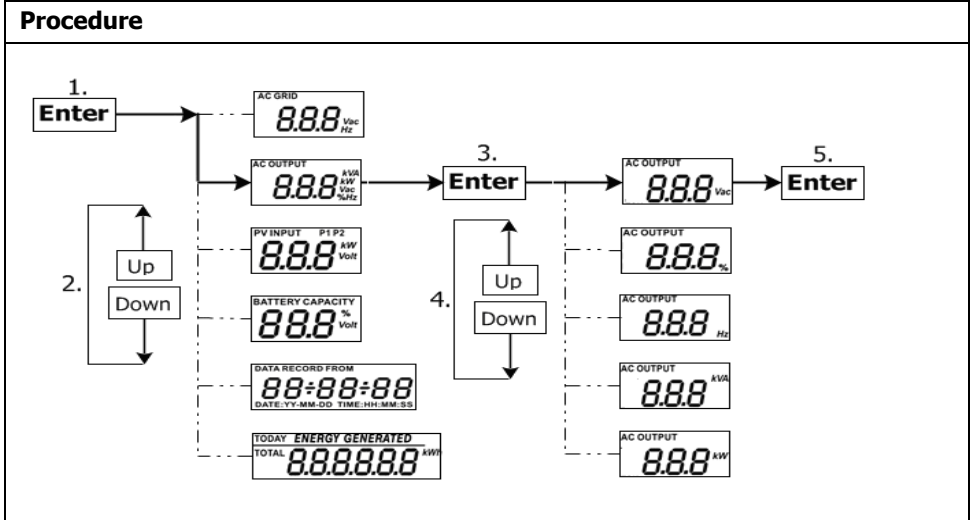 Procedure
1.
Enter
AC GRID
8.8.8 Vac
Hz
AC OUTPUT
8.8.8 kVA
kW
Vac
%Hz
PV INPUT P1 P2
8.8.8 kW
Volt
BATTERY CAPACITY
888 %
Volt
DATA RECORD FROM
88:88:88
DATE:YY-MM-DD TIME:HH:MM:SS
TODAY ENERGY GENERATED
TOTAL 8.8.8.8.8.8 kWh
2.
Up
Down
3.
Enter
4.
Up
Down
AC OUTPUT
8.8.8 Vac
AC OUTPUT
8.8.8 %
AC OUTPUT
8.8.8 Hz
AC OUTPUT
8.8.8 kVA
AC OUTPUT
8.8.8 kW
5.
Enter